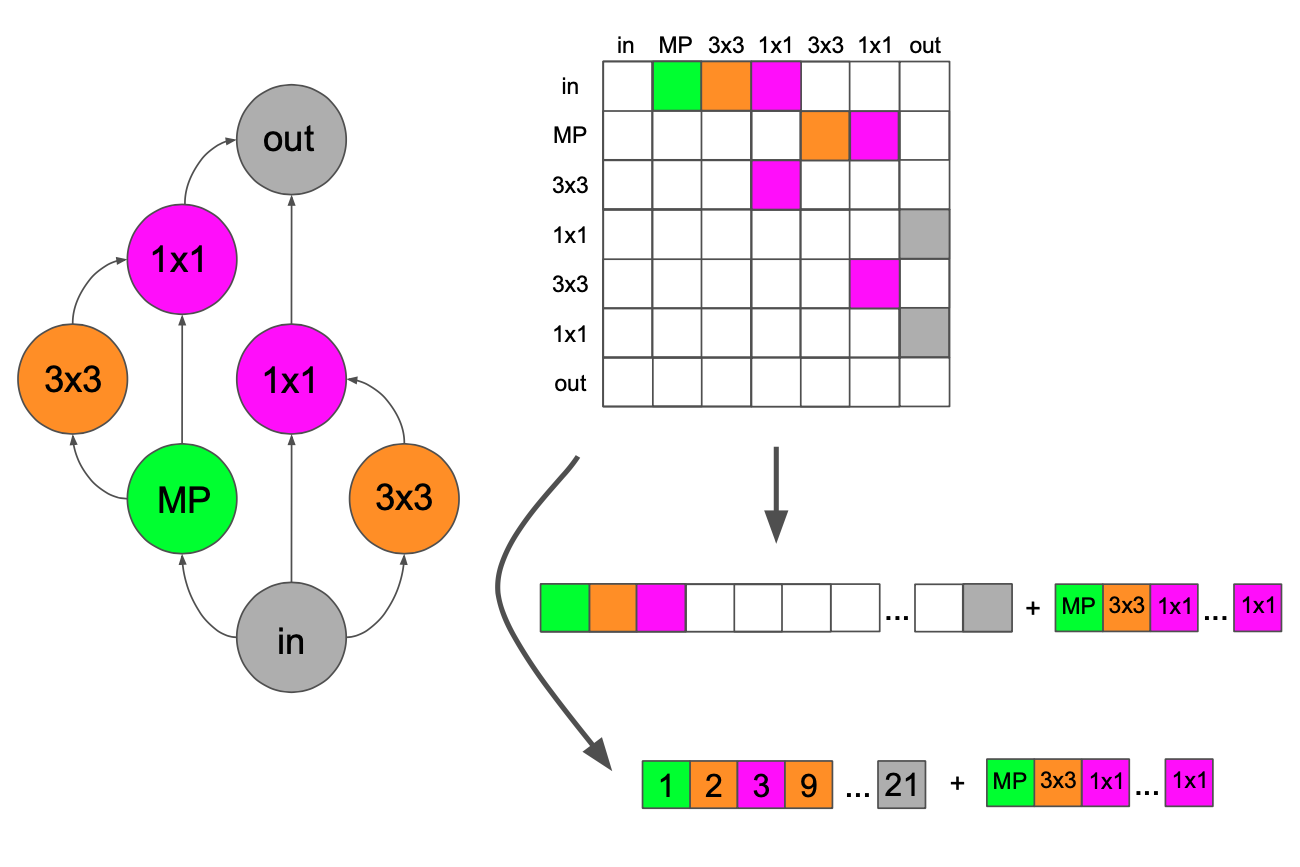 out
1x1
3x3
1x1
MP
3x3
in
in MP 3x3 1x1 3x3 1x1 out
in
MP
3x3
1x1
3x3
1x1
out
... + MP 3x3 1x1 ... 1x1
1 2 3 9 ... 21 + MP 3x3 1x1 ... 1x1